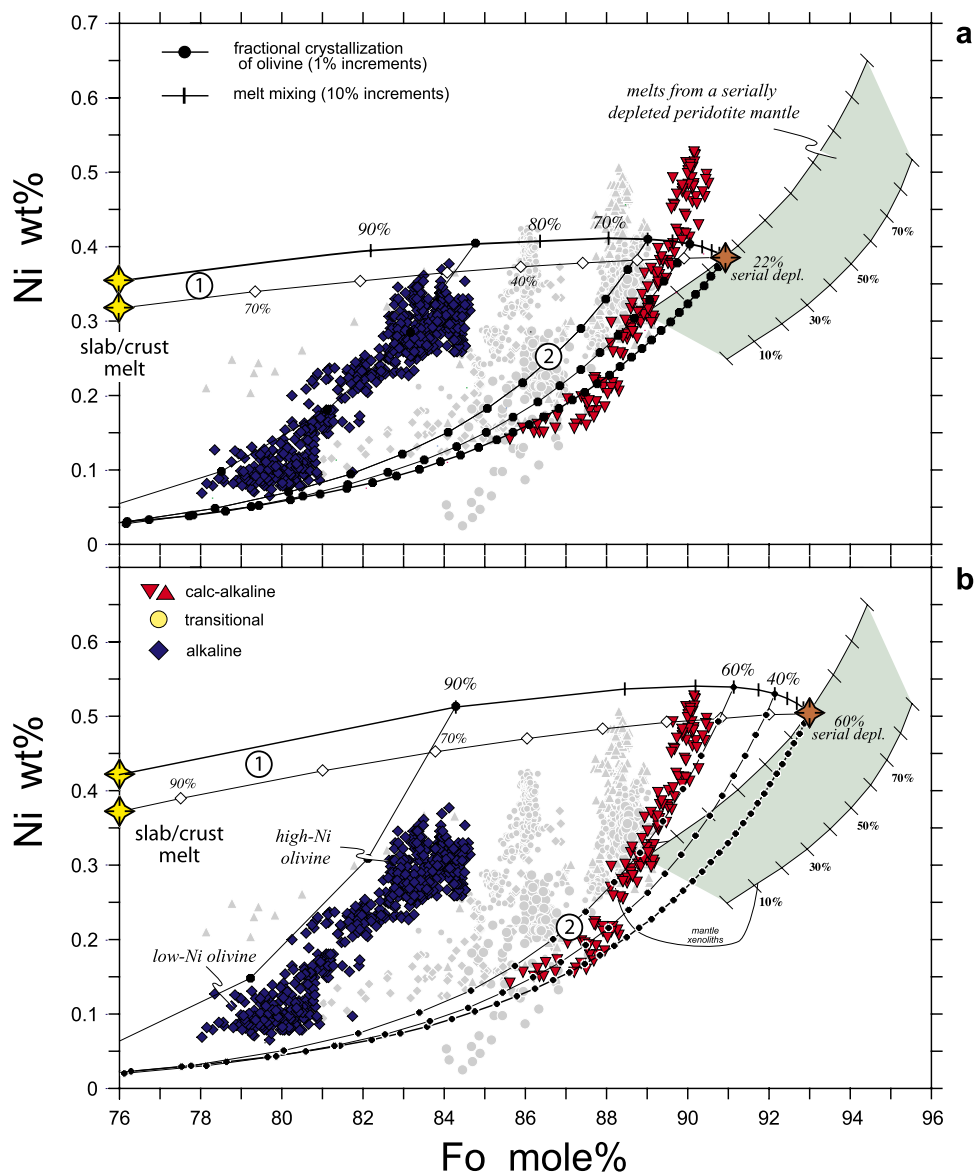 a
0.7
fractional crystallization
of olivine (1% increments)
melt mixing (10% increments)
melts from a serially
depleted peridotite mantle
0.6
0.5
Ni wt%
90%
80%
70%
0.4
70%
22%
serial depl.
50%
40%
1
70%
0.3
30%
slab/crust
melt
10%
2
0.2
0.1
0
b
calc-alkaline
transitional
alkaline
0.6
60%
40%
90%
0.5
60%
serial depl.
70%
70%
1
90%
0.4
50%
slab/crust
melt
Ni wt%
high-Ni
olivine
0.3
30%
10%
2
mantle
xenoliths
0.2
low-Ni olivine
0.1
0
76
78
80
82
84
86
88
90
92
94
96
Fo mole%